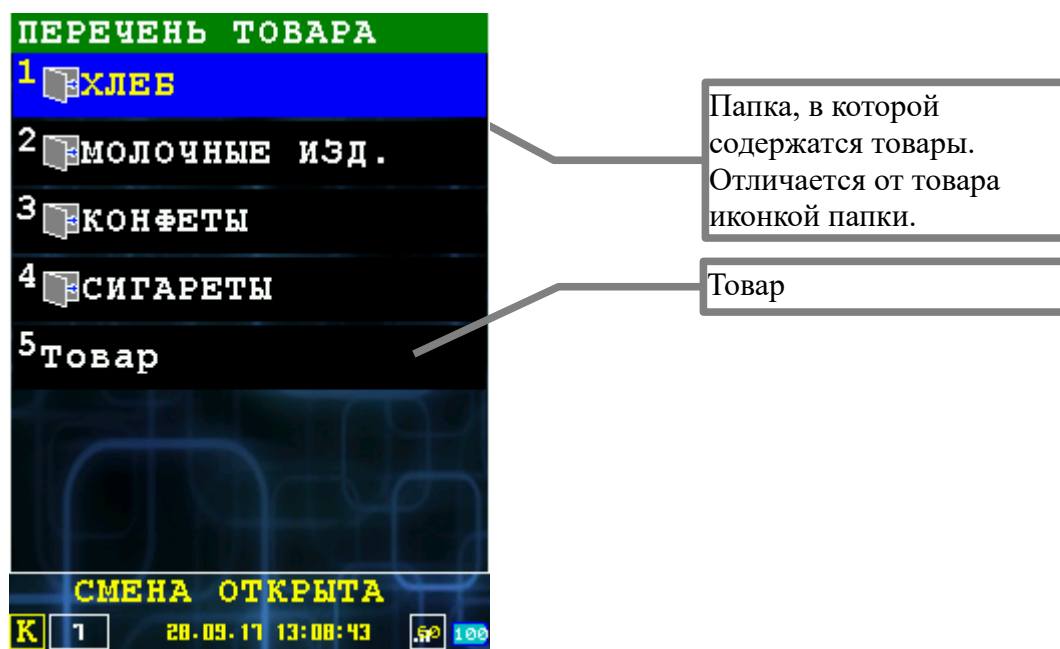 ПЕРЕЧЕНЬ ТОВАРА
1 ХЛЕБ
2 МОЛОЧНЫЕ ИЗД.
3 КОНФЕТЫ
4 СИГАРЕТЫ
5 Товар
СМЕНА ОТКРЫТА
К 1 28.09.17 13:08:43 100
Папка, в которой
содержатся товары.
Отличается от товара
иконкой папки.
Товар